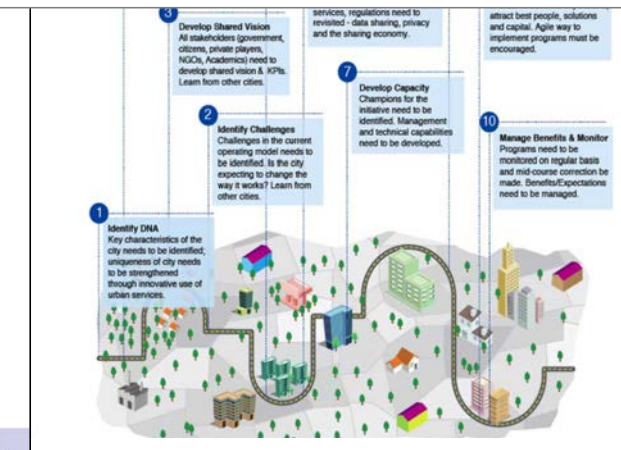 3
Develop Shared Vision
All stakeholders (government,
citizens, private players,
NGOs, Academics) need to
develop shared vision & KPIs.
Learn from other cities.
services, regulations need to
revisited - data sharing, privacy
and the sharing economy.
attract best people, solutions
and capital. Agile way to
implement programs must be
encouraged.
7
Develop Capacity
Champions for the
initiative need to be
identified. Management
and technical capabilities
need to be developed.
2
Identify Challenges
Challenges in the current
operating model needs to
be identified. Is the city
expecting to change the
way it works? Learn from
other cities.
10
Manage Benefits & Monitor
Programs need to be
monitored on regular basis
and mid-course correction be
made. Benefits/Expectations
need to be managed.
1
Identify DNA
Key characteristics of the
city needs to be identified;
uniqueness of city needs
to be strengthened
through innovative use of
urban services.